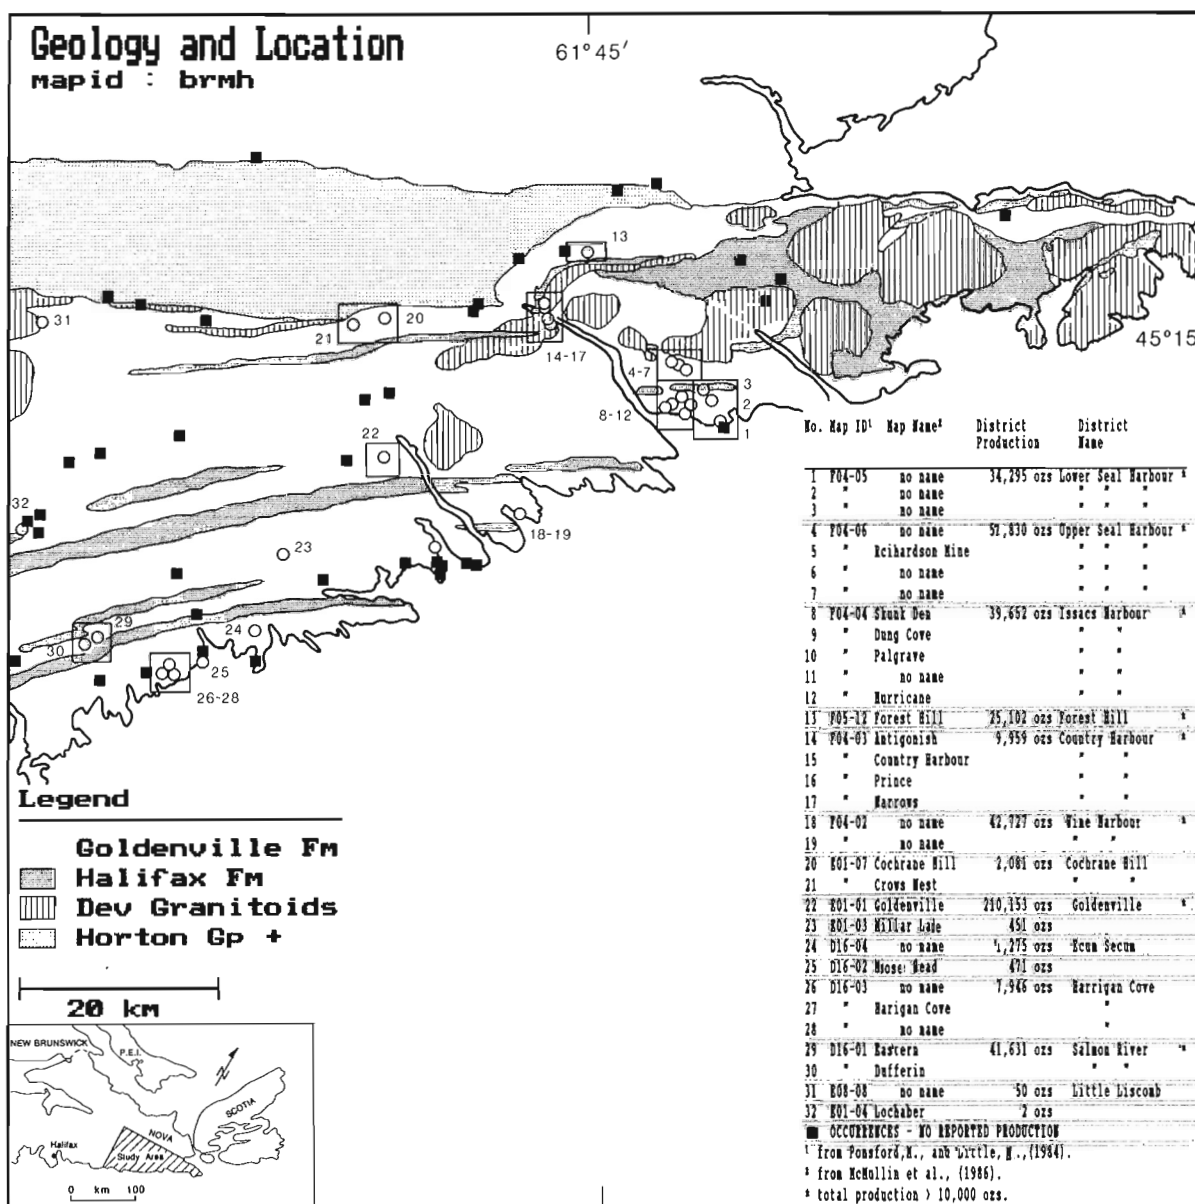 Geology and Location
mapid : brmh
61°45′
45°15
13
31
20
21
14-17
4-7
3
8-12
2
1
22
32
18-19
23
29
24
30
25
26-28
Legend
Goldenville Fm
Halifax Fm
Dev Granitoids
Horton Gp +
20 km
NEW BRUNSWICK
P.E.I.
N
NOVA
SCOTIA
Halifax
Study Area
0 km 100
No. Map ID¹ Map Name² District Production District Name
1 F04-05 no name 34,295 ozs Lower Seal Harbour *
2 " no name " " "
3 " no name " " "
4 F04-06 no name 57,830 ozs Upper Seal Harbour *
5 " Rcihardson Mine " " "
6 " no name " " "
7 " no name " " "
8 F04-04 Skunk Den 39,652 ozs Issacs Harbour *
9 " Dung Cove " "
10 " Palgrave " "
11 " no name " "
12 " Hurricane " "
13 F05-12 Forest Hill 25,102 ozs Forest Hill *
14 F04-03 Antigonish 9,959 ozs Country Harbour *
15 " Country Harbour " "
16 " Prince " "
17 " Narrows " "
18 F04-02 no name 42,727 ozs Wine Harbour *
19 " no name " "
20 E01-07 Cochrane Hill 2,081 ozs Cochrane Hill
21 " Crows Nest " "
22 E01-01 Goldenville 210,153 ozs Goldenville *
23 E01-03 Millar Lake 451 ozs
24 D16-04 no name 1,275 ozs Ecum Secum
25 D16-02 Moose Head 471 ozs
26 D16-03 no name 7,946 ozs Harrigan Cove
27 " Harigan Cove "
28 " no name "
29 D16-01 Eastern 41,631 ozs Salmon River *
30 " Dufferin " "
31 E08-08 no name 50 ozs Little Liscomb
32 E01-04 Lochaber 2 ozs
OCCURRENCES - NO REPORTED PRODUCTION
¹ from Ponsford, M., and Little, M., (1984).
² from McMullin et al., (1986).
* total production > 10,000 ozs.